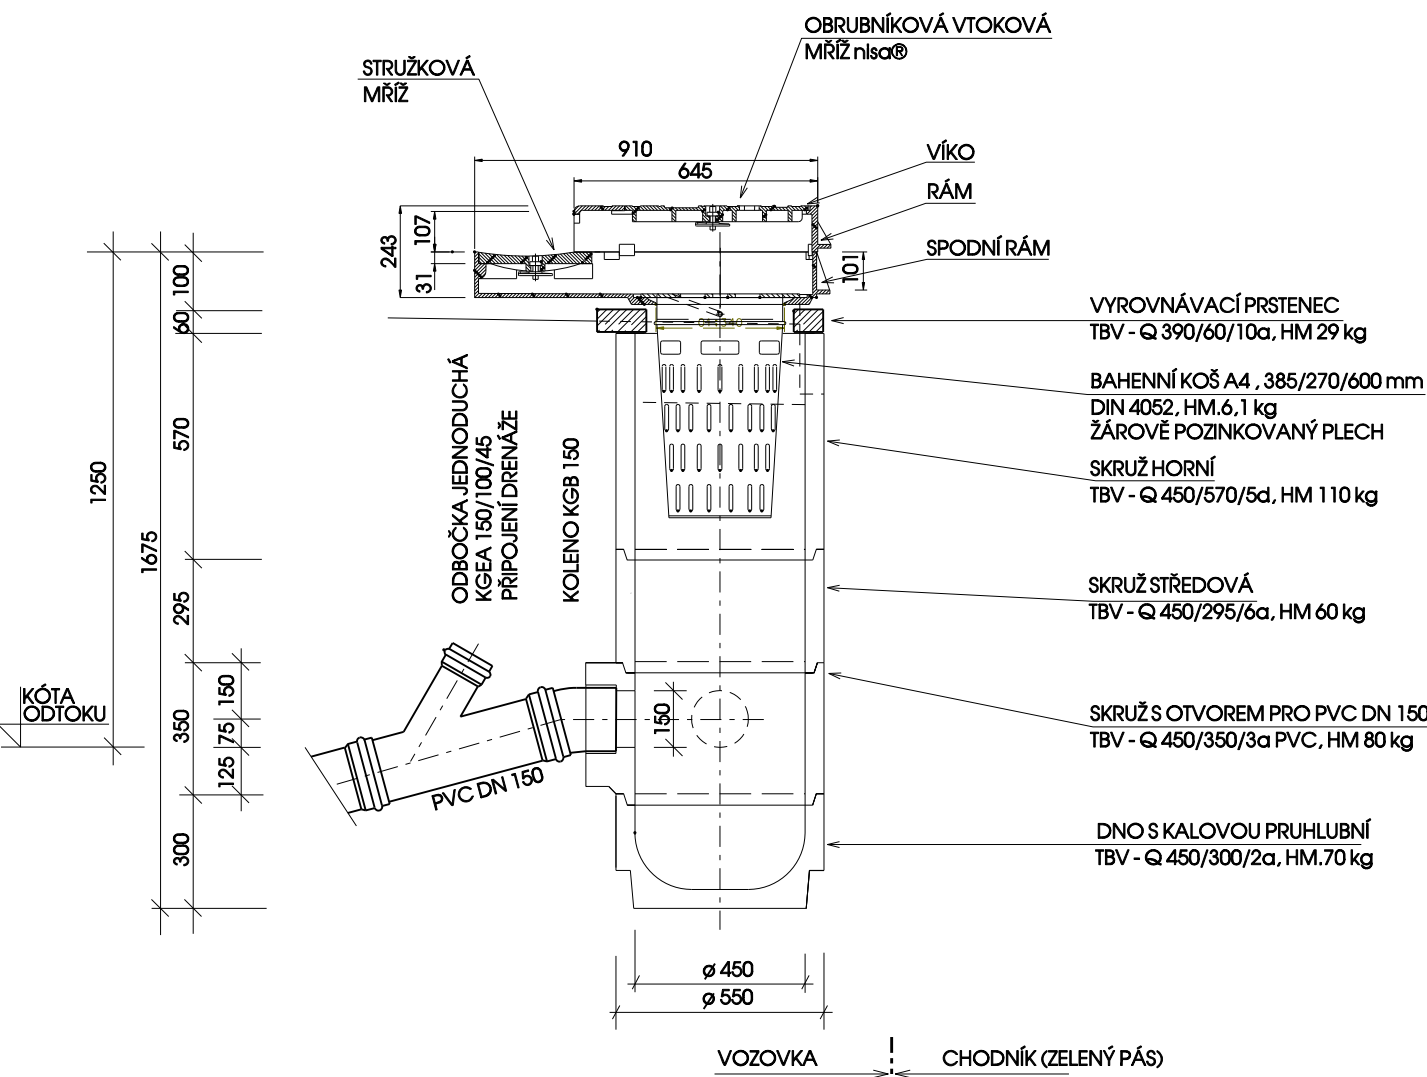 OBRUBNÍKOVÁ VTOKOVÁ
MŘÍŽ nisa®
STRUŽKOVÁ
MŘÍŽ
910
645
VÍKO
RÁM
SPODNÍ RÁM
243
107
31
101
100
60
570
295
350
300
1250
1675
150
75
125
VYROVNÁVACÍ PRSTENEC
TBV - Q 390/60/10a, HM 29 kg
BAHENNÍ KOŠ A4 , 385/270/600 mm
DIN 4052, HM.6,1 kg
ŽÁROVĚ POZINKOVANÝ PLECH
SKRUŽ HORNÍ
TBV - Q 450/570/5d, HM 110 kg
ODBOČKA JEDNODUCHÁ
KGEA 150/100/45
PŘIPOJENÍ DRENÁŽE
KOLENO KGB 150
SKRUŽ STŘEDOVÁ
TBV - Q 450/295/6a, HM 60 kg
KÓTA
ODTOKU
150
SKRUŽ S OTVOREM PRO PVC DN 150
TBV - Q 450/350/3a PVC, HM 80 kg
PVC DN 150
DNO S KALOVOU PRUHLUBNÍ
TBV - Q 450/300/2a, HM.70 kg
ø 450
ø 550
VOZOVKA
CHODNÍK (ZELENÝ PÁS)